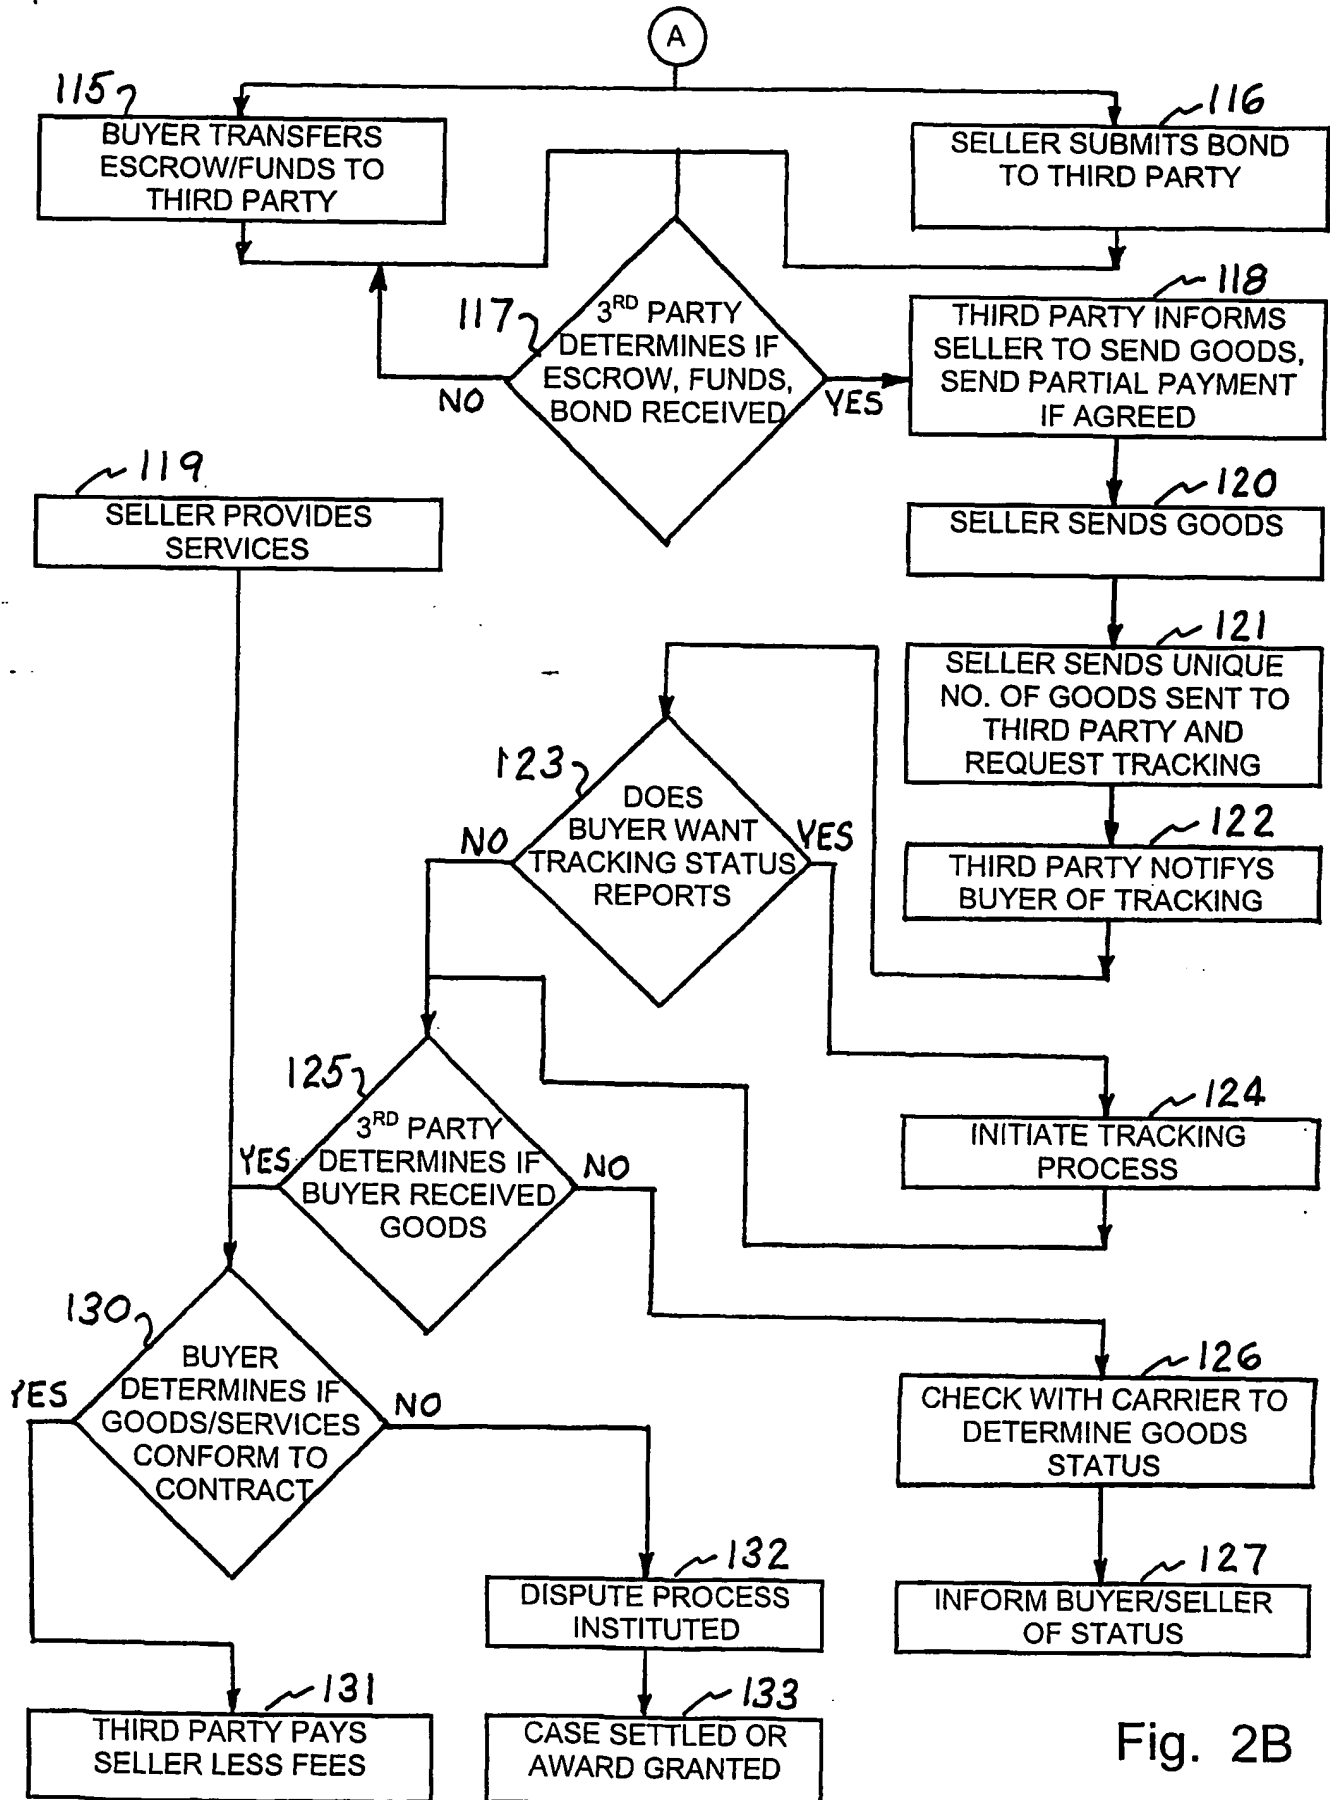 A
115
BUYER TRANSFERS
ESCROW/FUNDS TO
THIRD PARTY
116
SELLER SUBMITS BOND
TO THIRD PARTY
117
3RD PARTY
DETERMINES IF
ESCROW, FUNDS,
BOND RECEIVED
NO
YES
118
THIRD PARTY INFORMS
SELLER TO SEND GOODS,
SEND PARTIAL PAYMENT
IF AGREED
119
SELLER PROVIDES
SERVICES
120
SELLER SENDS GOODS
121
SELLER SENDS UNIQUE
NO. OF GOODS SENT TO
THIRD PARTY AND
REQUEST TRACKING
122
THIRD PARTY NOTIFYS
BUYER OF TRACKING
123
DOES
BUYER WANT
TRACKING STATUS
REPORTS
NO
YES
124
INITIATE TRACKING
PROCESS
125
3RD PARTY
DETERMINES IF
BUYER RECEIVED
GOODS
YES
NO
126
CHECK WITH CARRIER TO
DETERMINE GOODS
STATUS
127
INFORM BUYER/SELLER
OF STATUS
130
BUYER
DETERMINES IF
GOODS/SERVICES
CONFORM TO
CONTRACT
YES
NO
131
THIRD PARTY PAYS
SELLER LESS FEES
132
DISPUTE PROCESS
INSTITUTED
133
CASE SETTLED OR
AWARD GRANTED
Fig. 2B